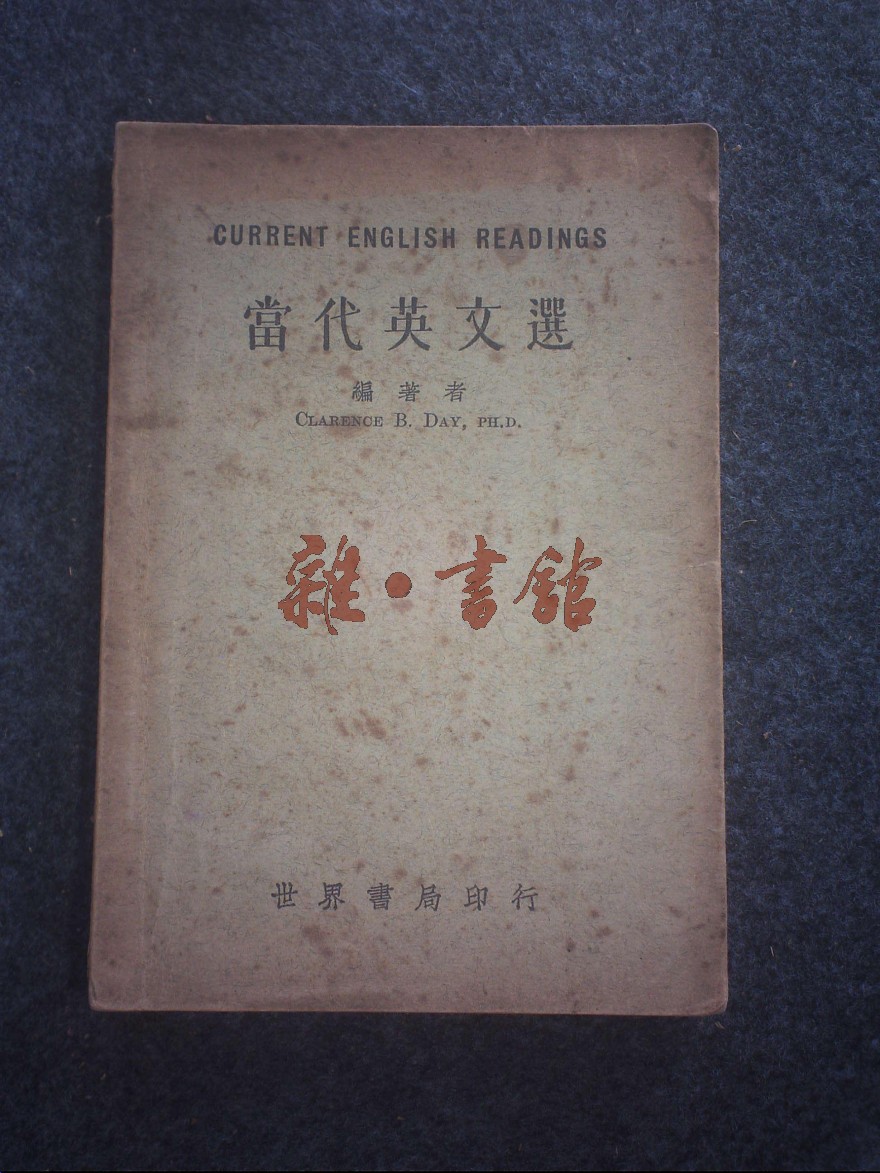 CURRENT ENGLISH READINGS
當代英文選
編著者
CLARENCE B. DAY, PH.D.
雜·書館
世界書局印行